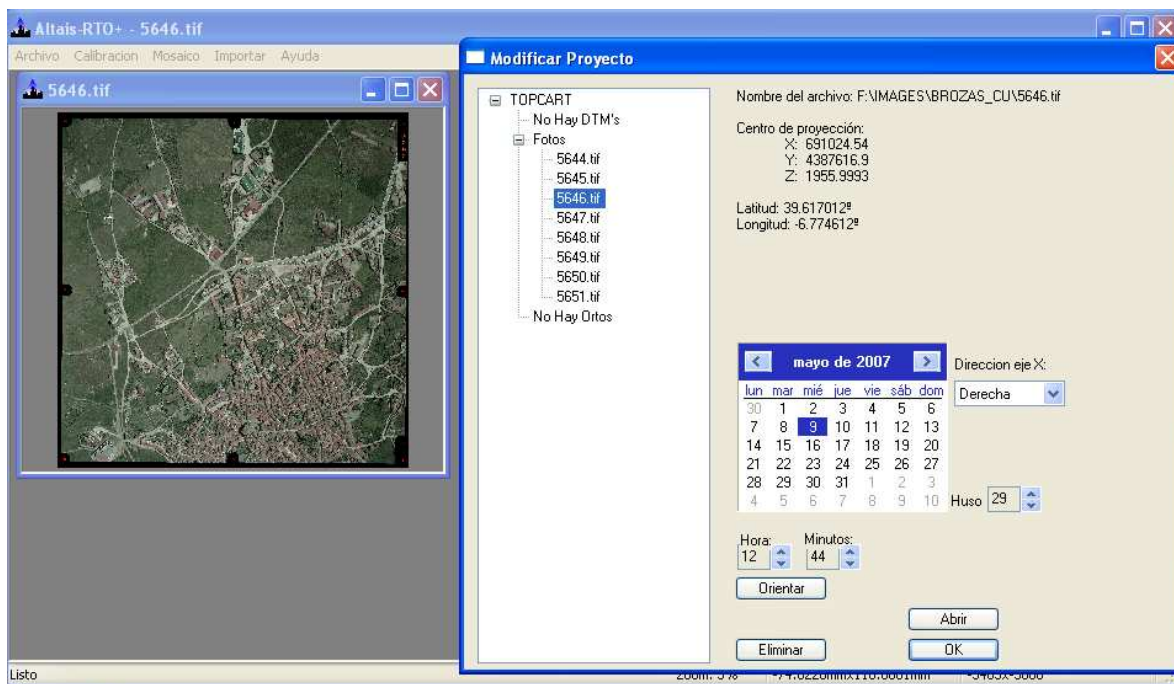 Altais-RTO+ - 5646.tif
Archivo Calibracion Mosaico Importar Ayuda
5646.tif
Modificar Proyecto
TOPCART
No Hay DTM's
Fotos
5644.tif
5645.tif
5646.tif
5647.tif
5648.tif
5649.tif
5650.tif
5651.tif
No Hay Ortos
Nombre del archivo: F:\IMAGES\BROZAS_CU\5646.tif
Centro de proyección:
X: 691024.54
Y: 4387616.9
Z: 1955.9993
Latitud: 39.617012º
Longitud: -6.774612º
mayo de 2007
lun mar mié jue vie sáb dom
30 1 2 3 4 5 6
7 8 9 10 11 12 13
14 15 16 17 18 19 20
21 22 23 24 25 26 27
28 29 30 31 1 2 3
4 5 6 7 8 9 10
Direccion eje X:
Derecha
Huso 29
Hora: Minutos:
12 44
Orientar
Abrir
Eliminar OK
Listo